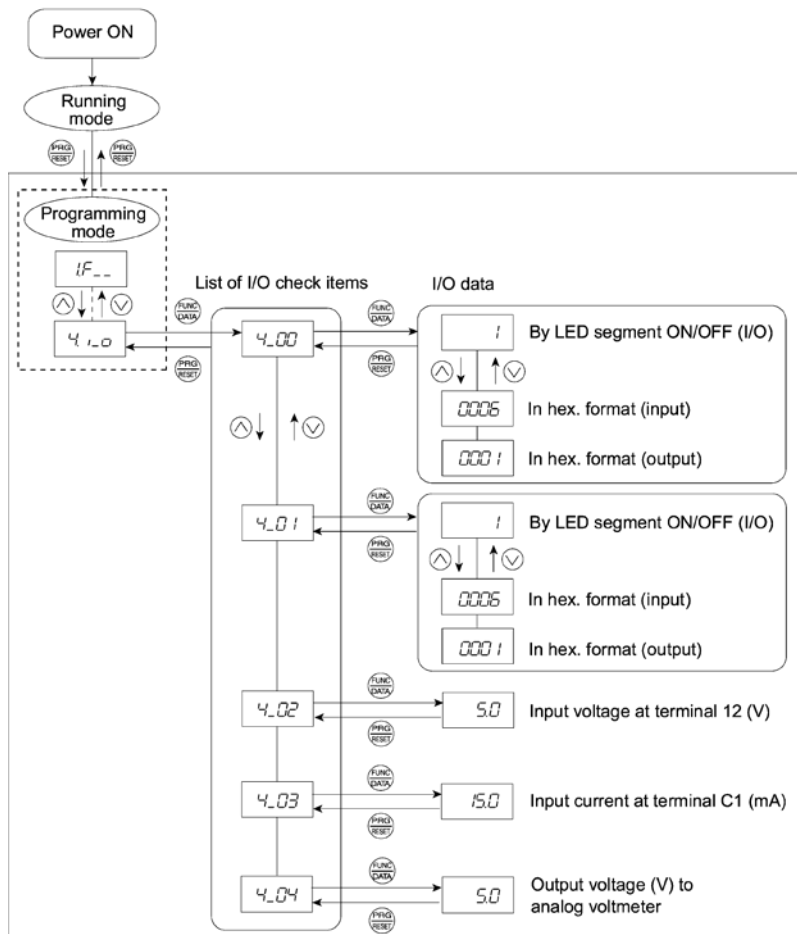 Power ON
Running
mode
PRG
RESET
PRG
RESET
Programming
mode
1.F__
4.i_o
List of I/O check items
I/O data
FUNC
DATA
PRG
RESET
4_00
FUNC
DATA
PRG
RESET
1
By LED segment ON/OFF (I/O)
0006
In hex. format (input)
0001
In hex. format (output)
4_01
FUNC
DATA
PRG
RESET
1
By LED segment ON/OFF (I/O)
0006
In hex. format (input)
0001
In hex. format (output)
4_02
FUNC
DATA
PRG
RESET
5.0
Input voltage at terminal 12 (V)
4_03
FUNC
DATA
PRG
RESET
15.0
Input current at terminal C1 (mA)
4_04
FUNC
DATA
PRG
RESET
5.0
Output voltage (V) to
analog voltmeter